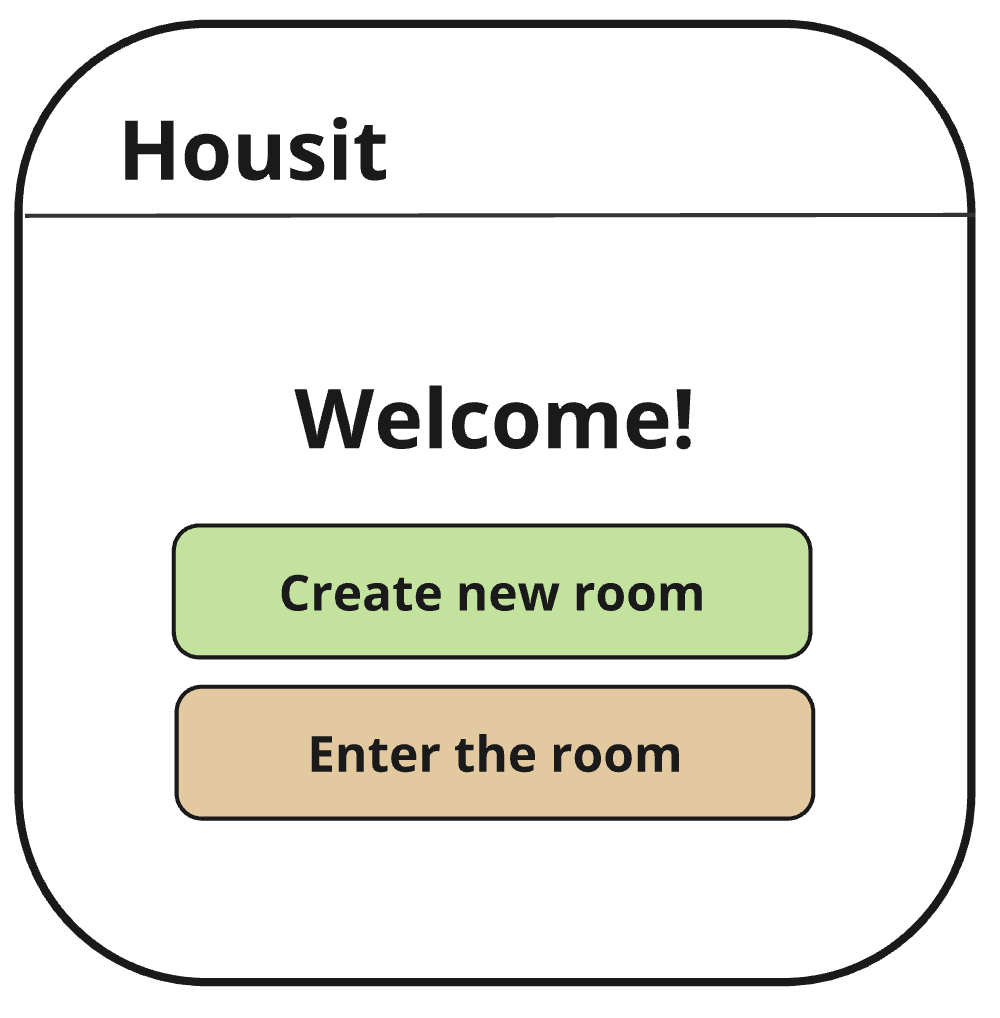 Housit
Welcome!
Create new room
Enter the room